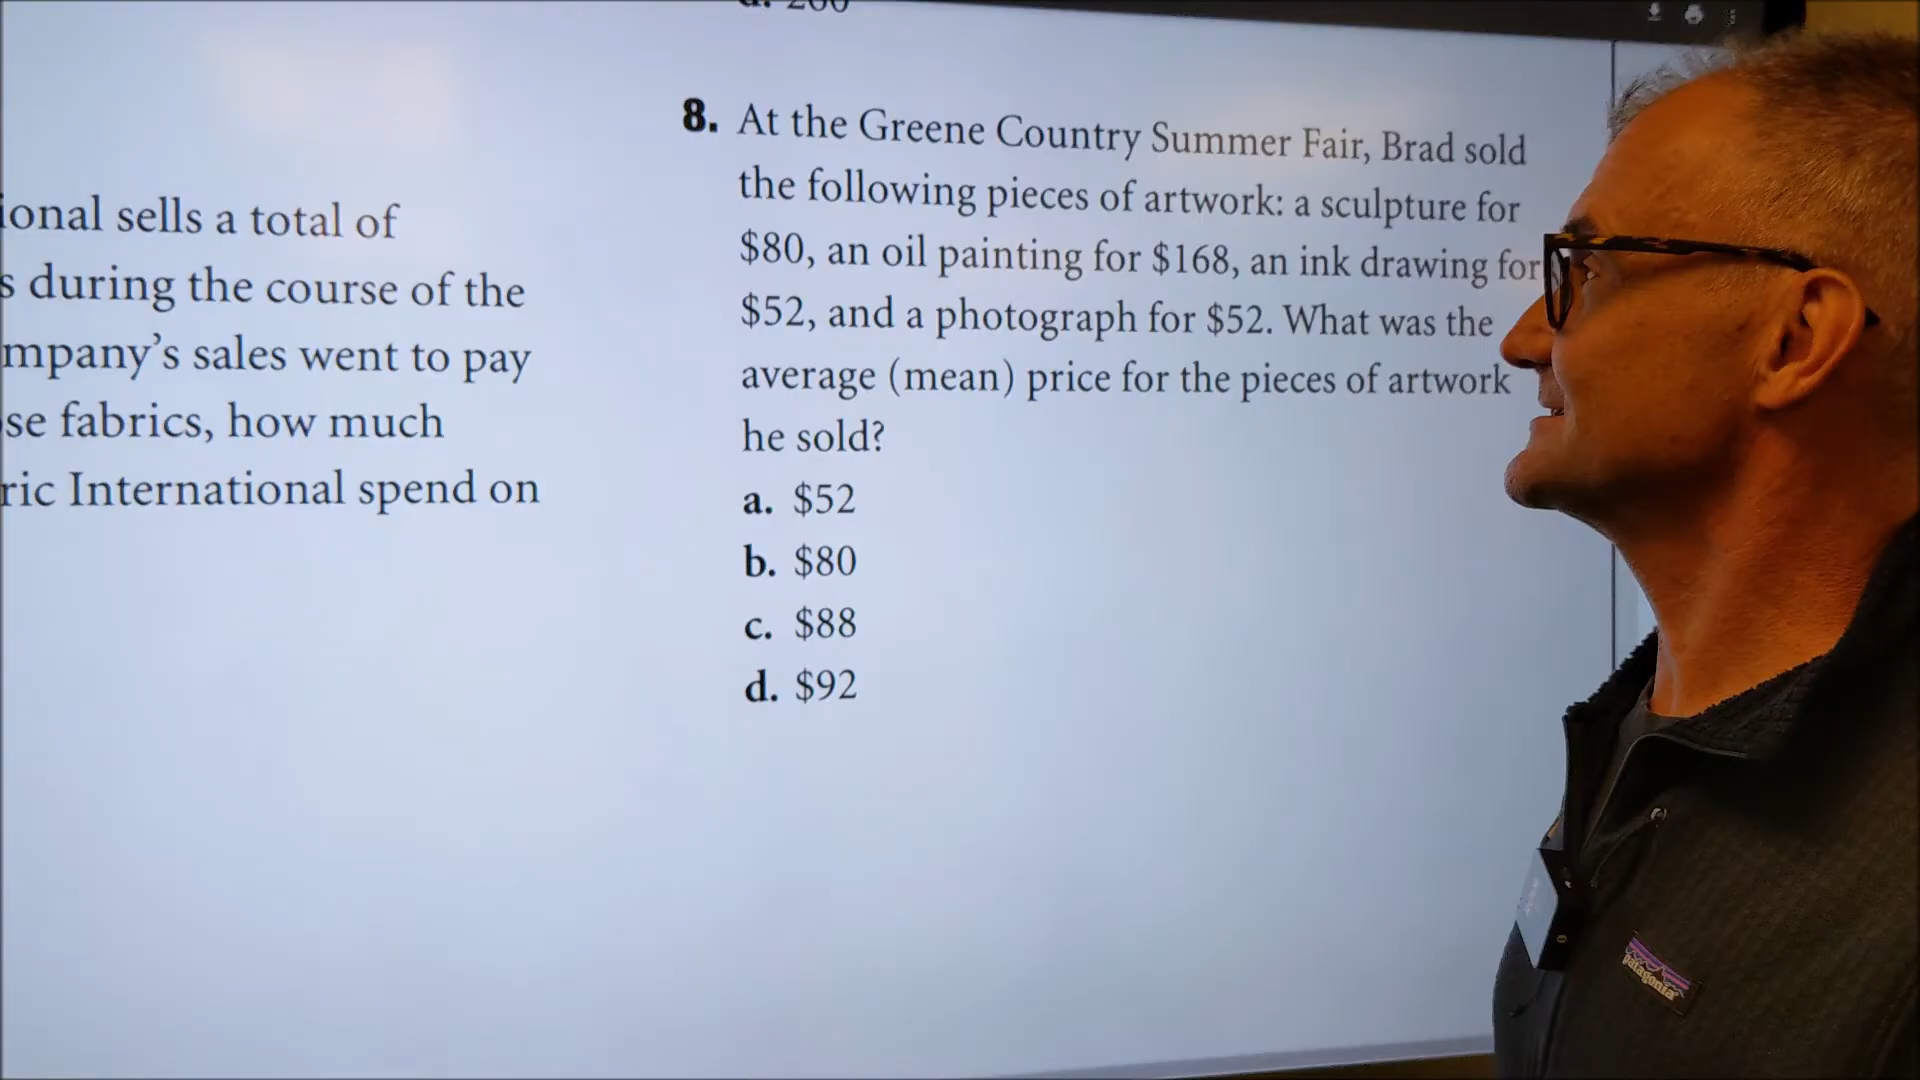 8. At the Greene Country Summer Fair, Brad sold
the following pieces of artwork: a sculpture for
$80, an oil painting for $168, an ink drawing for
$52, and a photograph for $52. What was the
average (mean) price for the pieces of artwork
he sold?
a. $52
b. $80
c. $88
d. $92
ional sells a total of
s during the course of the
mpany's sales went to pay
se fabrics, how much
ric International spend on
patagonia